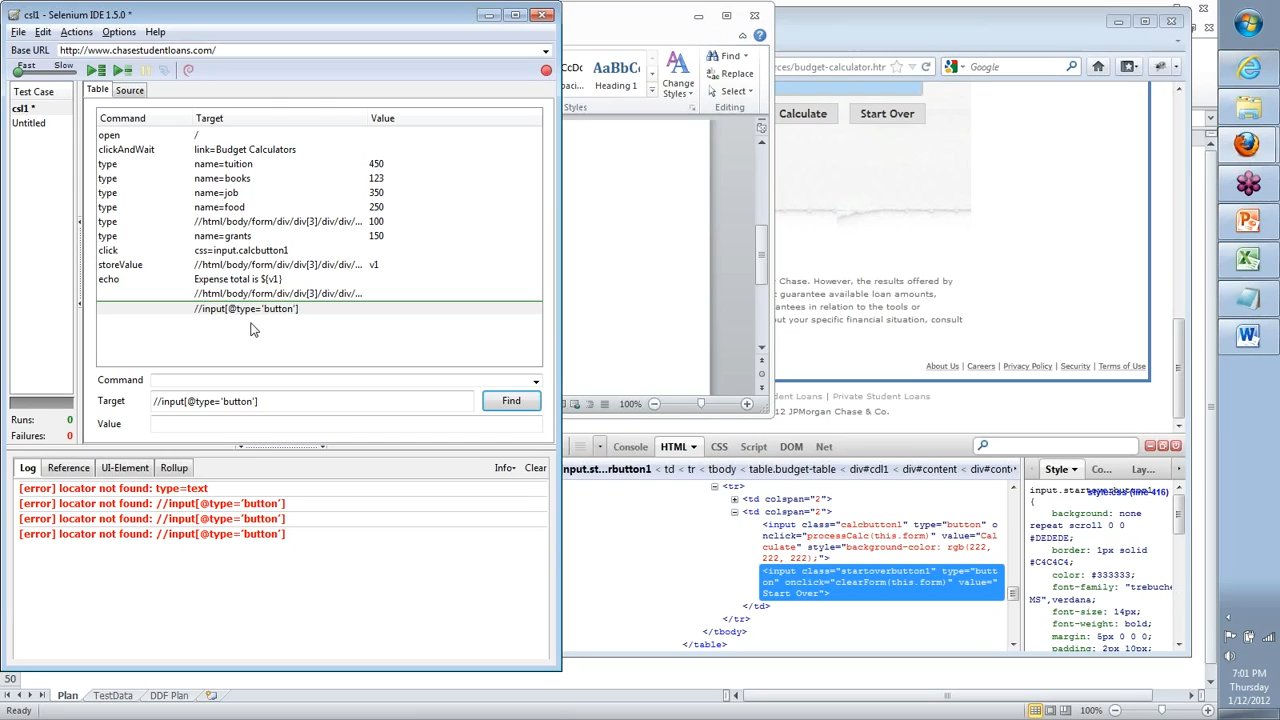 csl1 - Selenium IDE 1.5.0 *
File Edit Actions Options Help
Base URL http://www.chasestudentloans.com/
Fast Slow
Test Case
csl1 *
Untitled
Table Source
Command Target Value
open /
clickAndWait link=Budget Calculators
type name=tuition 450
type name=books 123
type name=job 350
type name=food 250
type //html/body/form/div/div[3]/div/div/... 100
type name=grants 150
click css=input.calcbutton1
storeValue //html/body/form/div/div[3]/div/div/... v1
echo Expense total is ${v1}
//html/body/form/div/div[3]/div/div/...
//input[@type='button']
Command
Target //input[@type='button'] Find
Value
Runs: 0
Failures: 0
Log Reference UI-Element Rollup Info Clear
[error] locator not found: type=text
[error] locator not found: //input[@type='button']
[error] locator not found: //input[@type='button']
[error] locator not found: //input[@type='button']
50
Plan TestData DDF Plan
Ready
CcDc AaBbC
Heading 1
Change
Styles
Find
Replace
Select
Styles Editing
100%
rces/budget-calculator.htr Google
Calculate Start Over
Chase. However, the results offered by
t guarantee available loan amounts,
antees in relation to the tools or
out your specific financial situation, consult
About Us | Careers | Privacy Policy | Security | Terms of Use
dent Loans | Private Student Loans
12 JPMorgan Chase & Co.
Console HTML CSS Script DOM Net
nput.st...rbutton1 < td < tr < tbody < table.budget-table < div#cdl1 < div#content < div#conte
Style Co... Lay...
<tr>
<td colspan="2">
<td colspan="2">
<input class="calcbutton1" type="button" o
nclick="processCalc(this.form)" value="Cal
culate" style="background-color: rgb(222,
222, 222);">
<input class="startoverbutton1" type="butt
on" onclick="clearForm(this.form)" value="
Start Over">
</td>
</tr>
</tbody>
</table>
input.startoverbutton1 style.css (line 416)
{
background: none
repeat scroll 0 0
#DEDEDE;
border: 1px solid
#C4C4C4;
color: #333333;
font-family: "trebuche
MS",verdana;
font-size: 14px;
font-weight: bold;
margin: 5px 0 0 0;
padding: 2px 10px;
100%
7:01 PM
Thursday
1/12/2012